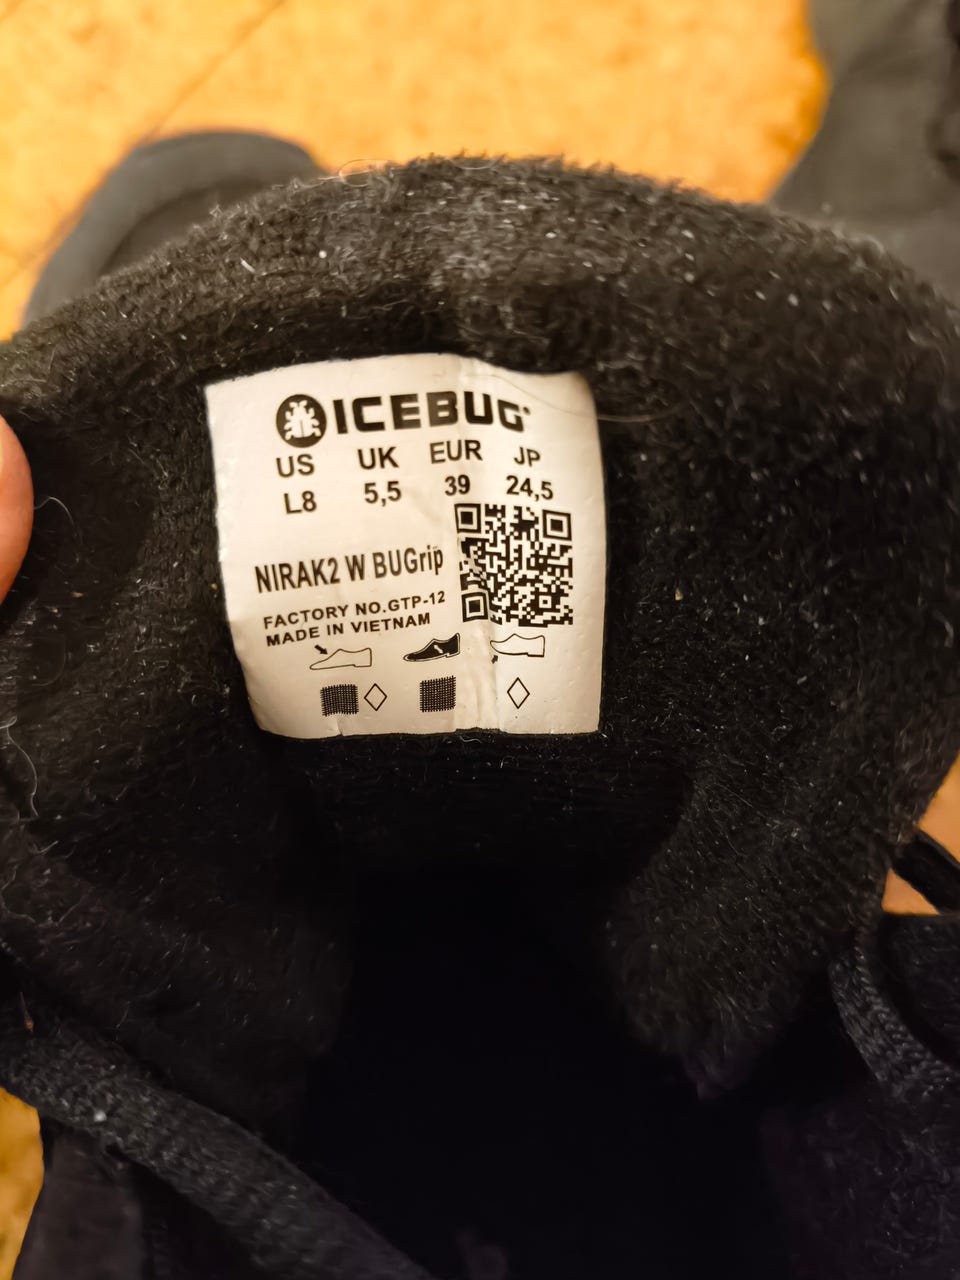 ICEBUG
US UK EUR JP
L8 5,5 39 24,5
NIRAK2 W BUGrip
FACTORY NO.GTP-12
MADE IN VIETNAM